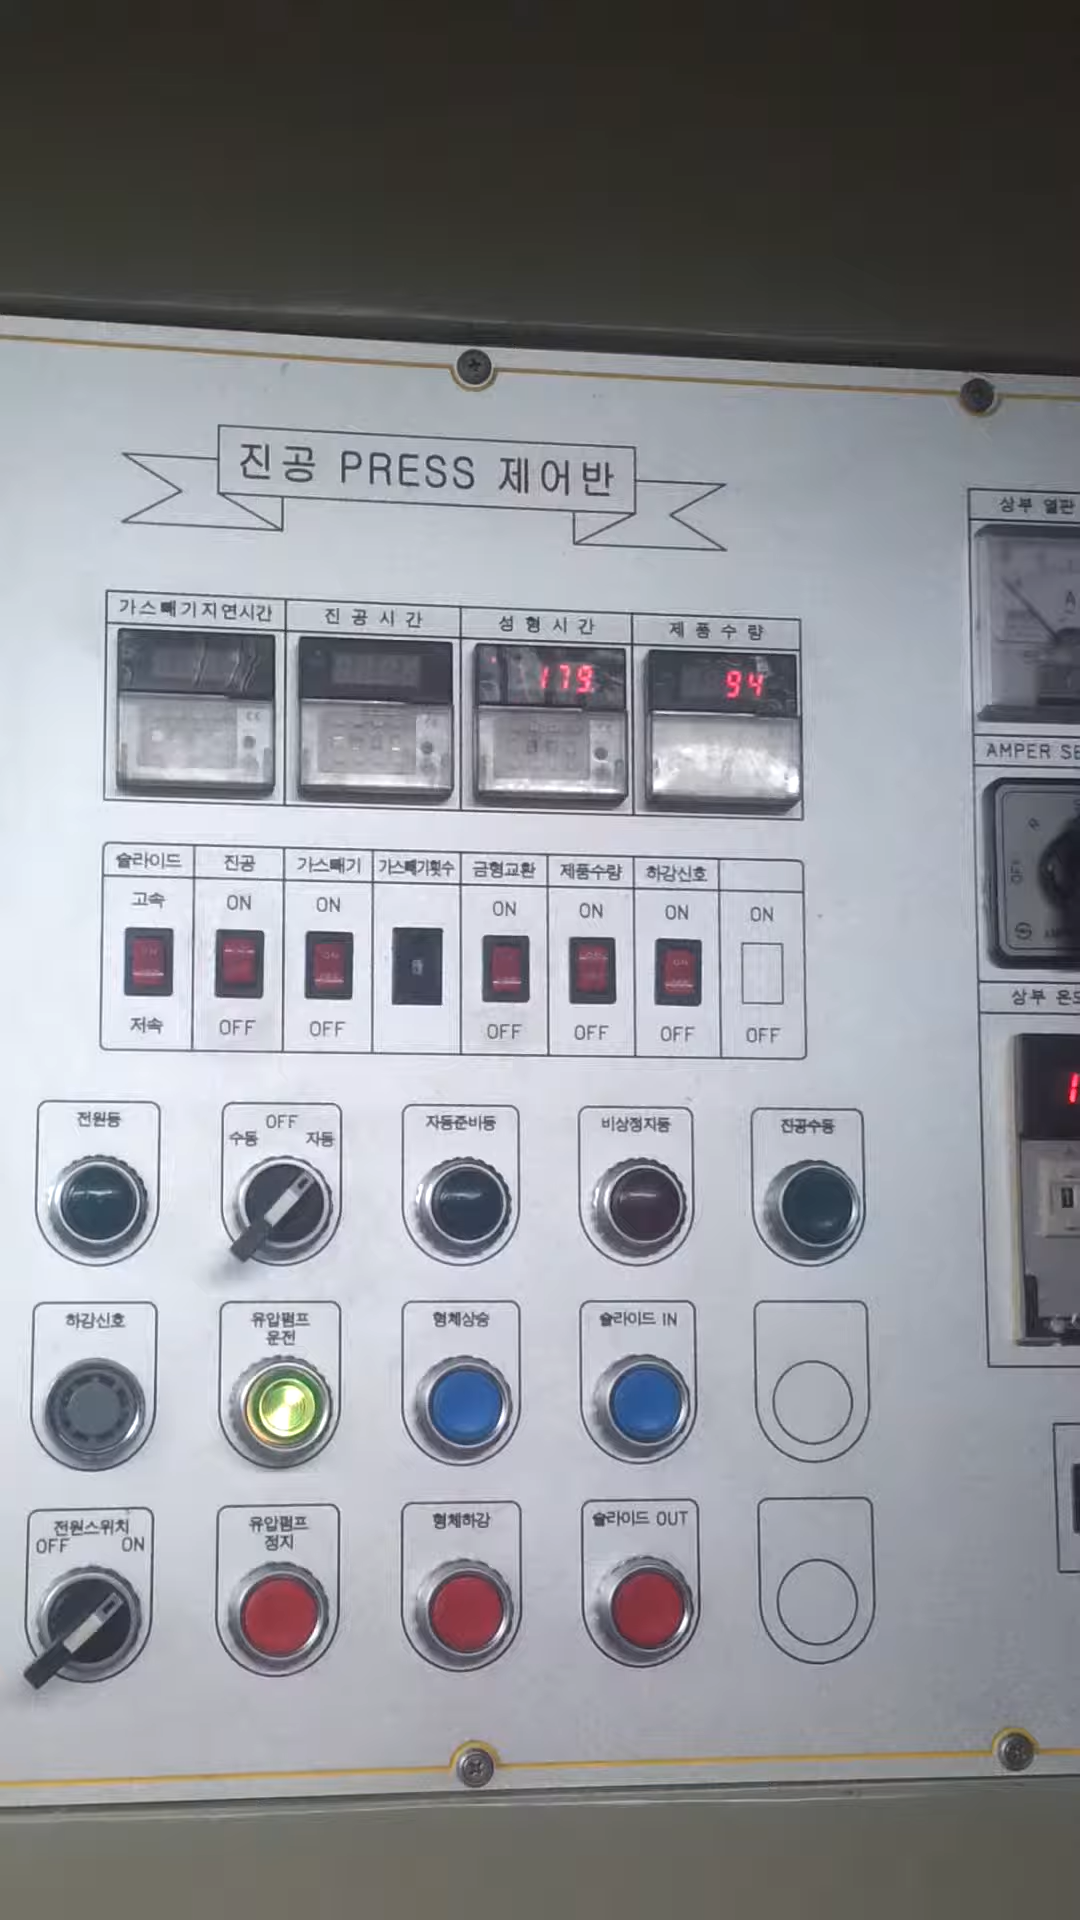 진공 PRESS 제어반
가스빼기지연시간 진공시간 성형시간 제품수량
179 94
슬라이드 진공 가스빼기 가스빼기횟수 금형교환 제품수량 하강신호
고속 ON ON ON ON ON ON
저속 OFF OFF OFF OFF OFF OFF
전원등 OFF 자동준비등 비상정지등 진공수동
수동 자동
하강신호 유압펌프 형체상승 슬라이드 IN
운전
전원스위치 유압펌프 형체하강 슬라이드 OUT
OFF ON 정지
상부 열판
A
AMPER SE
OFF
상부 온도
1